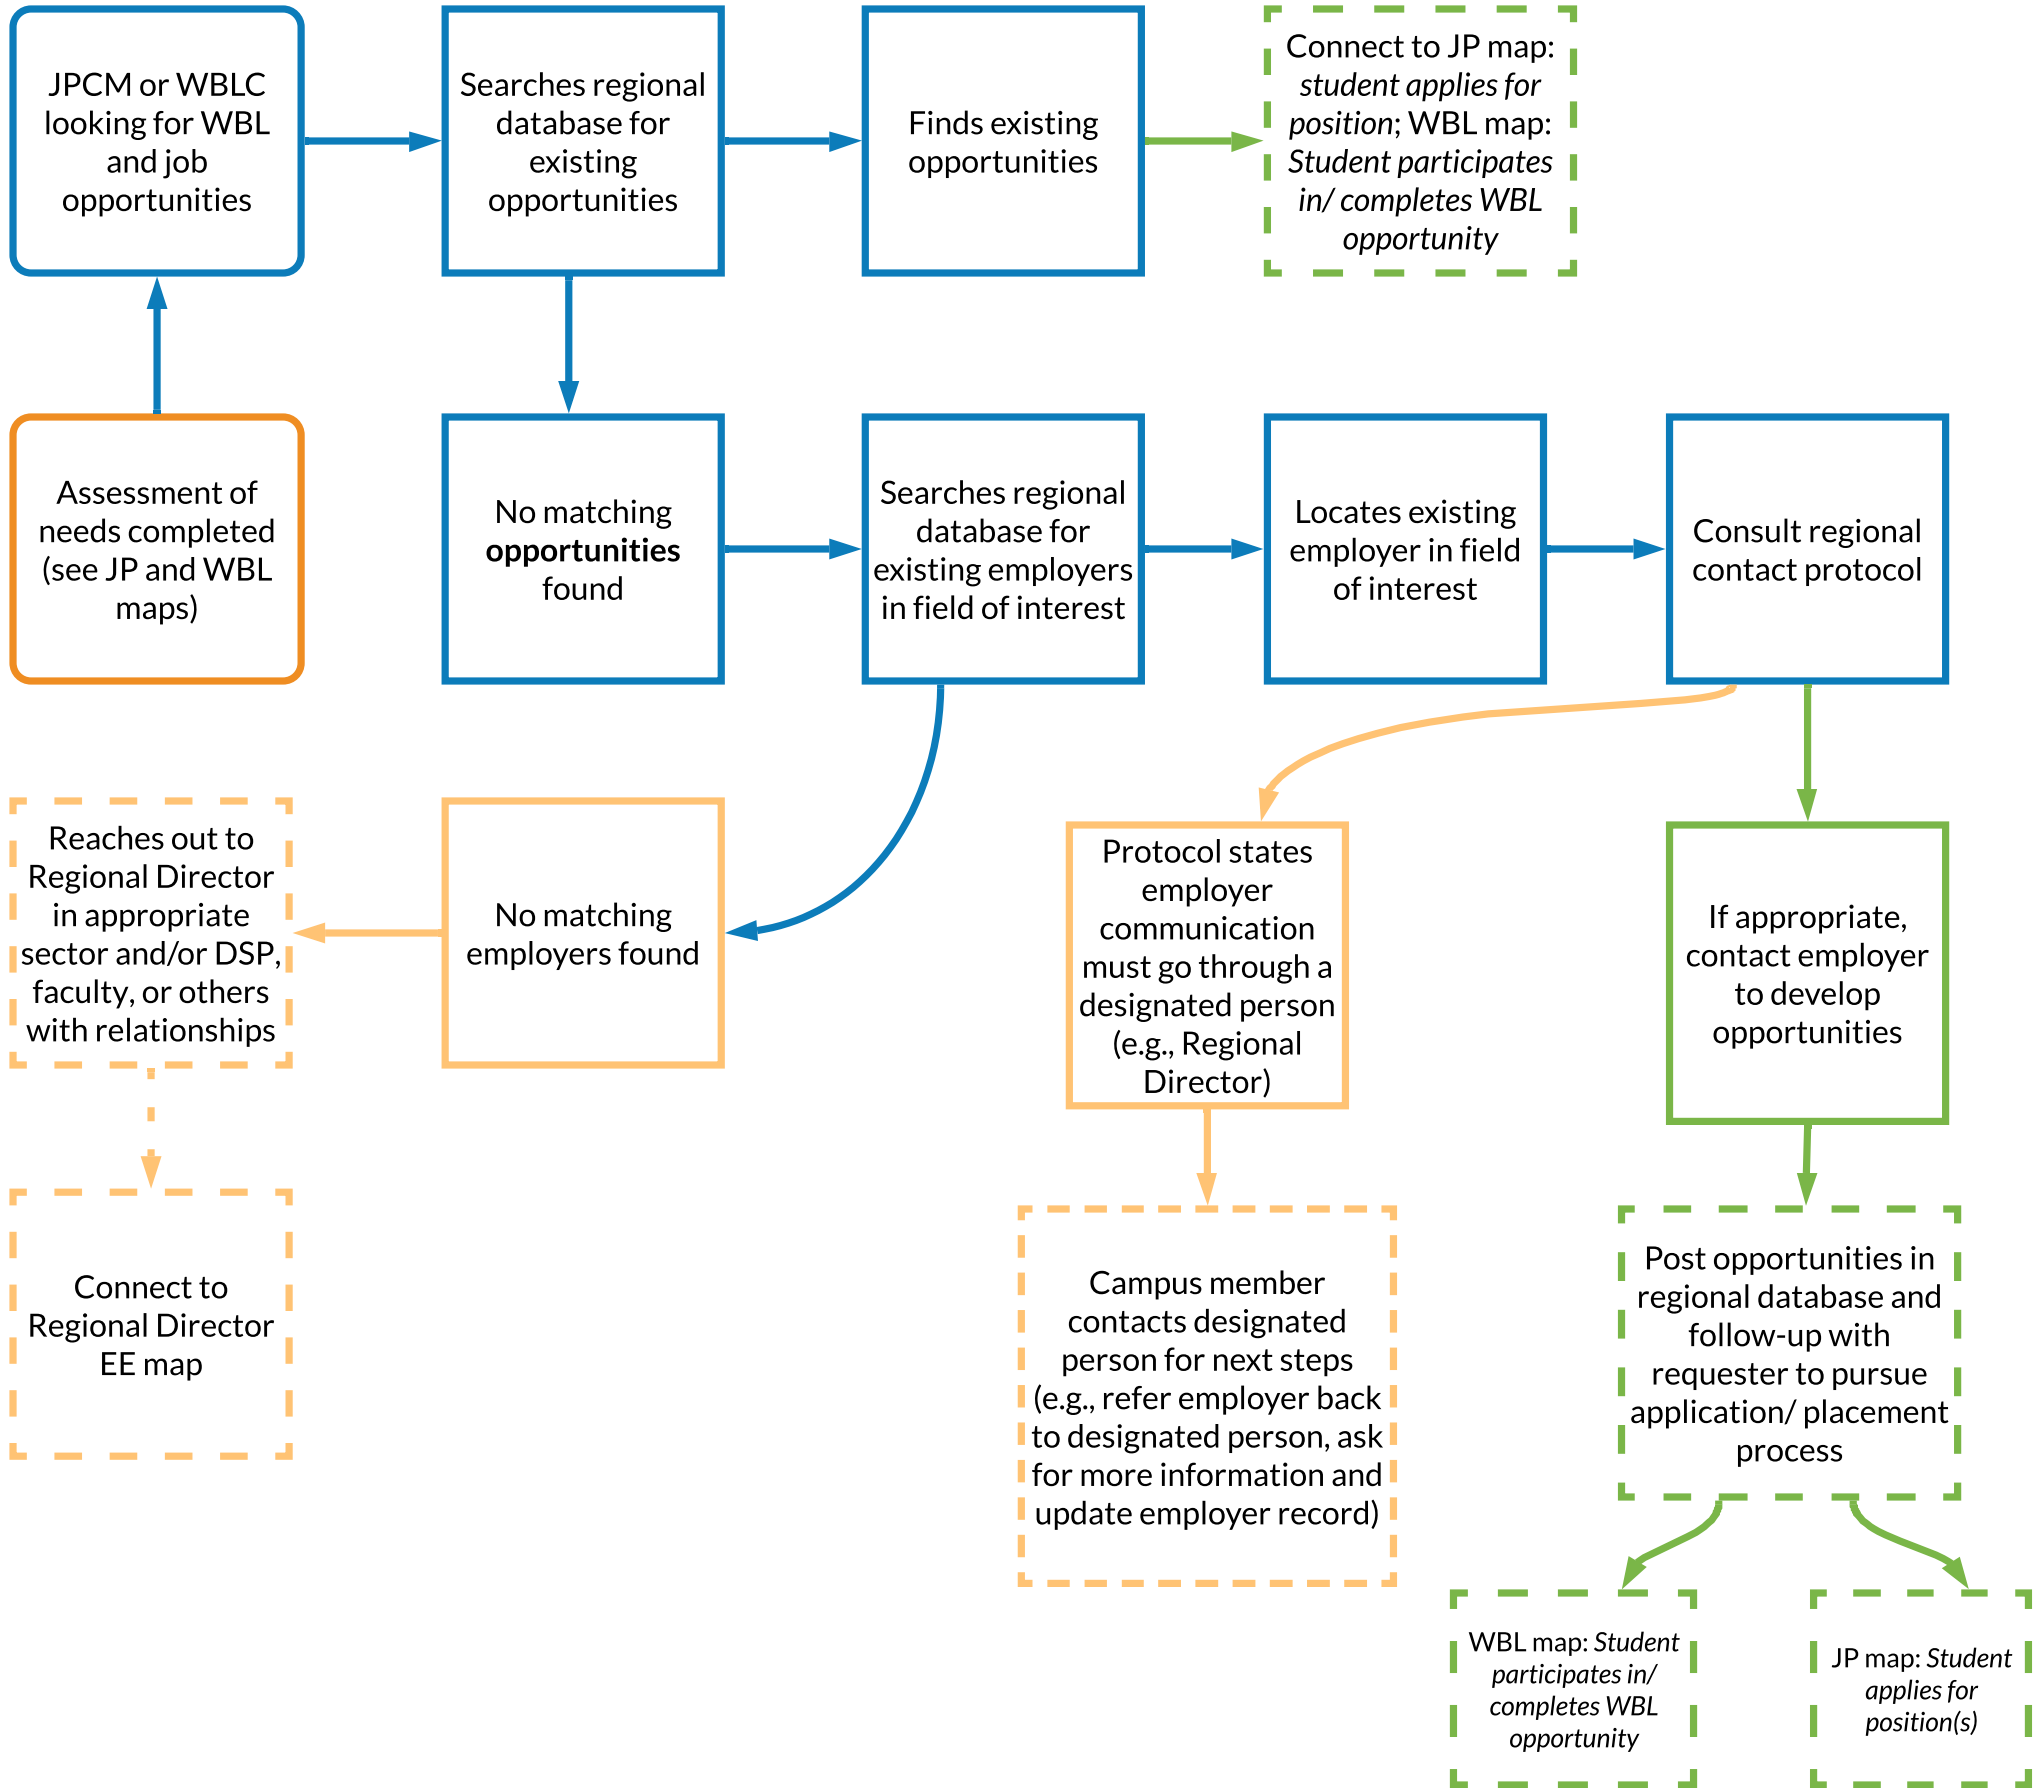 JPCM or WBLC
looking for WBL
and job
opportunities
Searches regional
database for
existing
opportunities
Finds existing
opportunities
Connect to JP map:
student applies for
position; WBL map:
Student participates
in/ completes WBL
opportunity
Assessment of
needs completed
(see JP and WBL
maps)
No matching
opportunities
found
Searches regional
database for
existing employers
in field of interest
Locates existing
employer in field
of interest
Consult regional
contact protocol
Reaches out to
Regional Director
in appropriate
sector and/or DSP,
faculty, or others
with relationships
No matching
employers found
Protocol states
employer
communication
must go through a
designated person
(e.g., Regional
Director)
If appropriate,
contact employer
to develop
opportunities
Connect to
Regional Director
EE map
Campus member
contacts designated
person for next steps
(e.g., refer employer back
to designated person, ask
for more information and
update employer record)
Post opportunities in
regional database and
follow-up with
requester to pursue
application/ placement
process
WBL map: Student
participates in/
completes WBL
opportunity
JP map: Student
applies for
position(s)